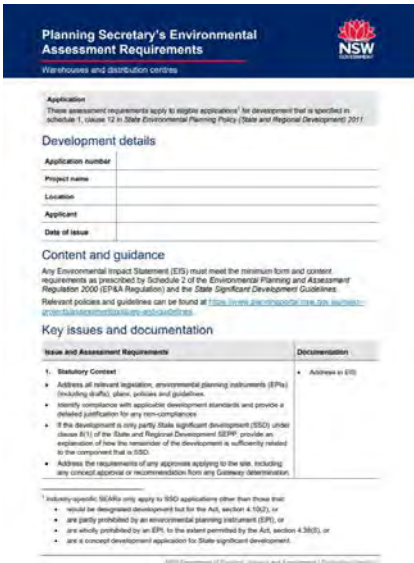 Planning Secretary's Environmental
Assessment Requirements
NSW
GOVERNMENT
Warehouses and distribution centres
Application
These assessment requirements apply to eligible applications¹ for development that is specified in
schedule 1, clause 12 in State Environmental Planning Policy (State and Regional Development) 2011.
Development details
Application number
Project name
Location
Applicant
Date of issue
Content and guidance
Any Environmental Impact Statement (EIS) must meet the minimum form and content
requirements as prescribed by Schedule 2 of the Environmental Planning and Assessment
Regulation 2000 (EP&A Regulation) and the State Significant Development Guidelines.
Relevant policies and guidelines can be found at https://www.planningportal.nsw.gov.au/major-
projects/assessment/policies-and-guidelines.
Key issues and documentation
Issue and Assessment Requirements
Documentation
1. Statutory Context
• Address in EIS
• Address all relevant legislation, environmental planning instruments (EPIs)
(including drafts), plans, policies and guidelines.
• Identify compliance with applicable development standards and provide a
detailed justification for any non-compliances.
• If the development is only partly State significant development (SSD) under
clause 8(1) of the State and Regional Development SEPP, provide an
explanation of how the remainder of the development is sufficiently related
to the component that is SSD.
• Address the requirements of any approvals applying to the site, including
any concept approval or recommendation from any Gateway determination.
¹ Industry-specific SEARs only apply to SSD applications other than those that:
• would be designated development but for the Act, section 4.10(2), or
• are partly prohibited by an environmental planning instrument (EPI), or
• are wholly prohibited by an EPI, to the extent permitted by the Act, section 4.38(5), or
• are a concept development application for State significant development.